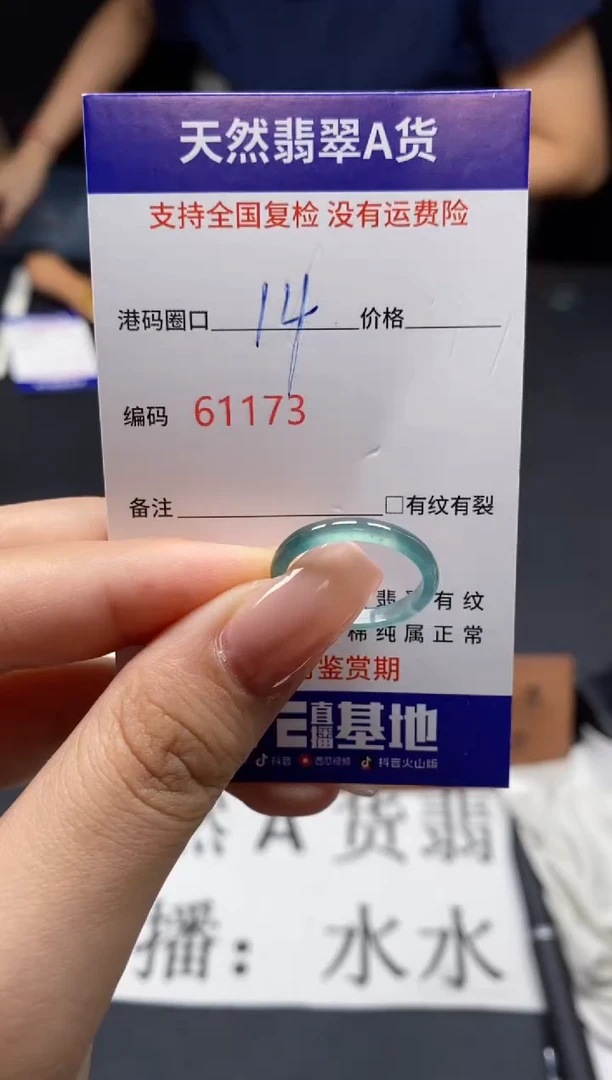 天然翡翠A货
支持全国复检 没有运费险
港码圈口 14 价格
编码 61173
备注 □有纹有裂
有纹
棉纯属正常
鉴赏期
基地
抖音 西瓜视频 抖音火山版
A货翡
播：水水